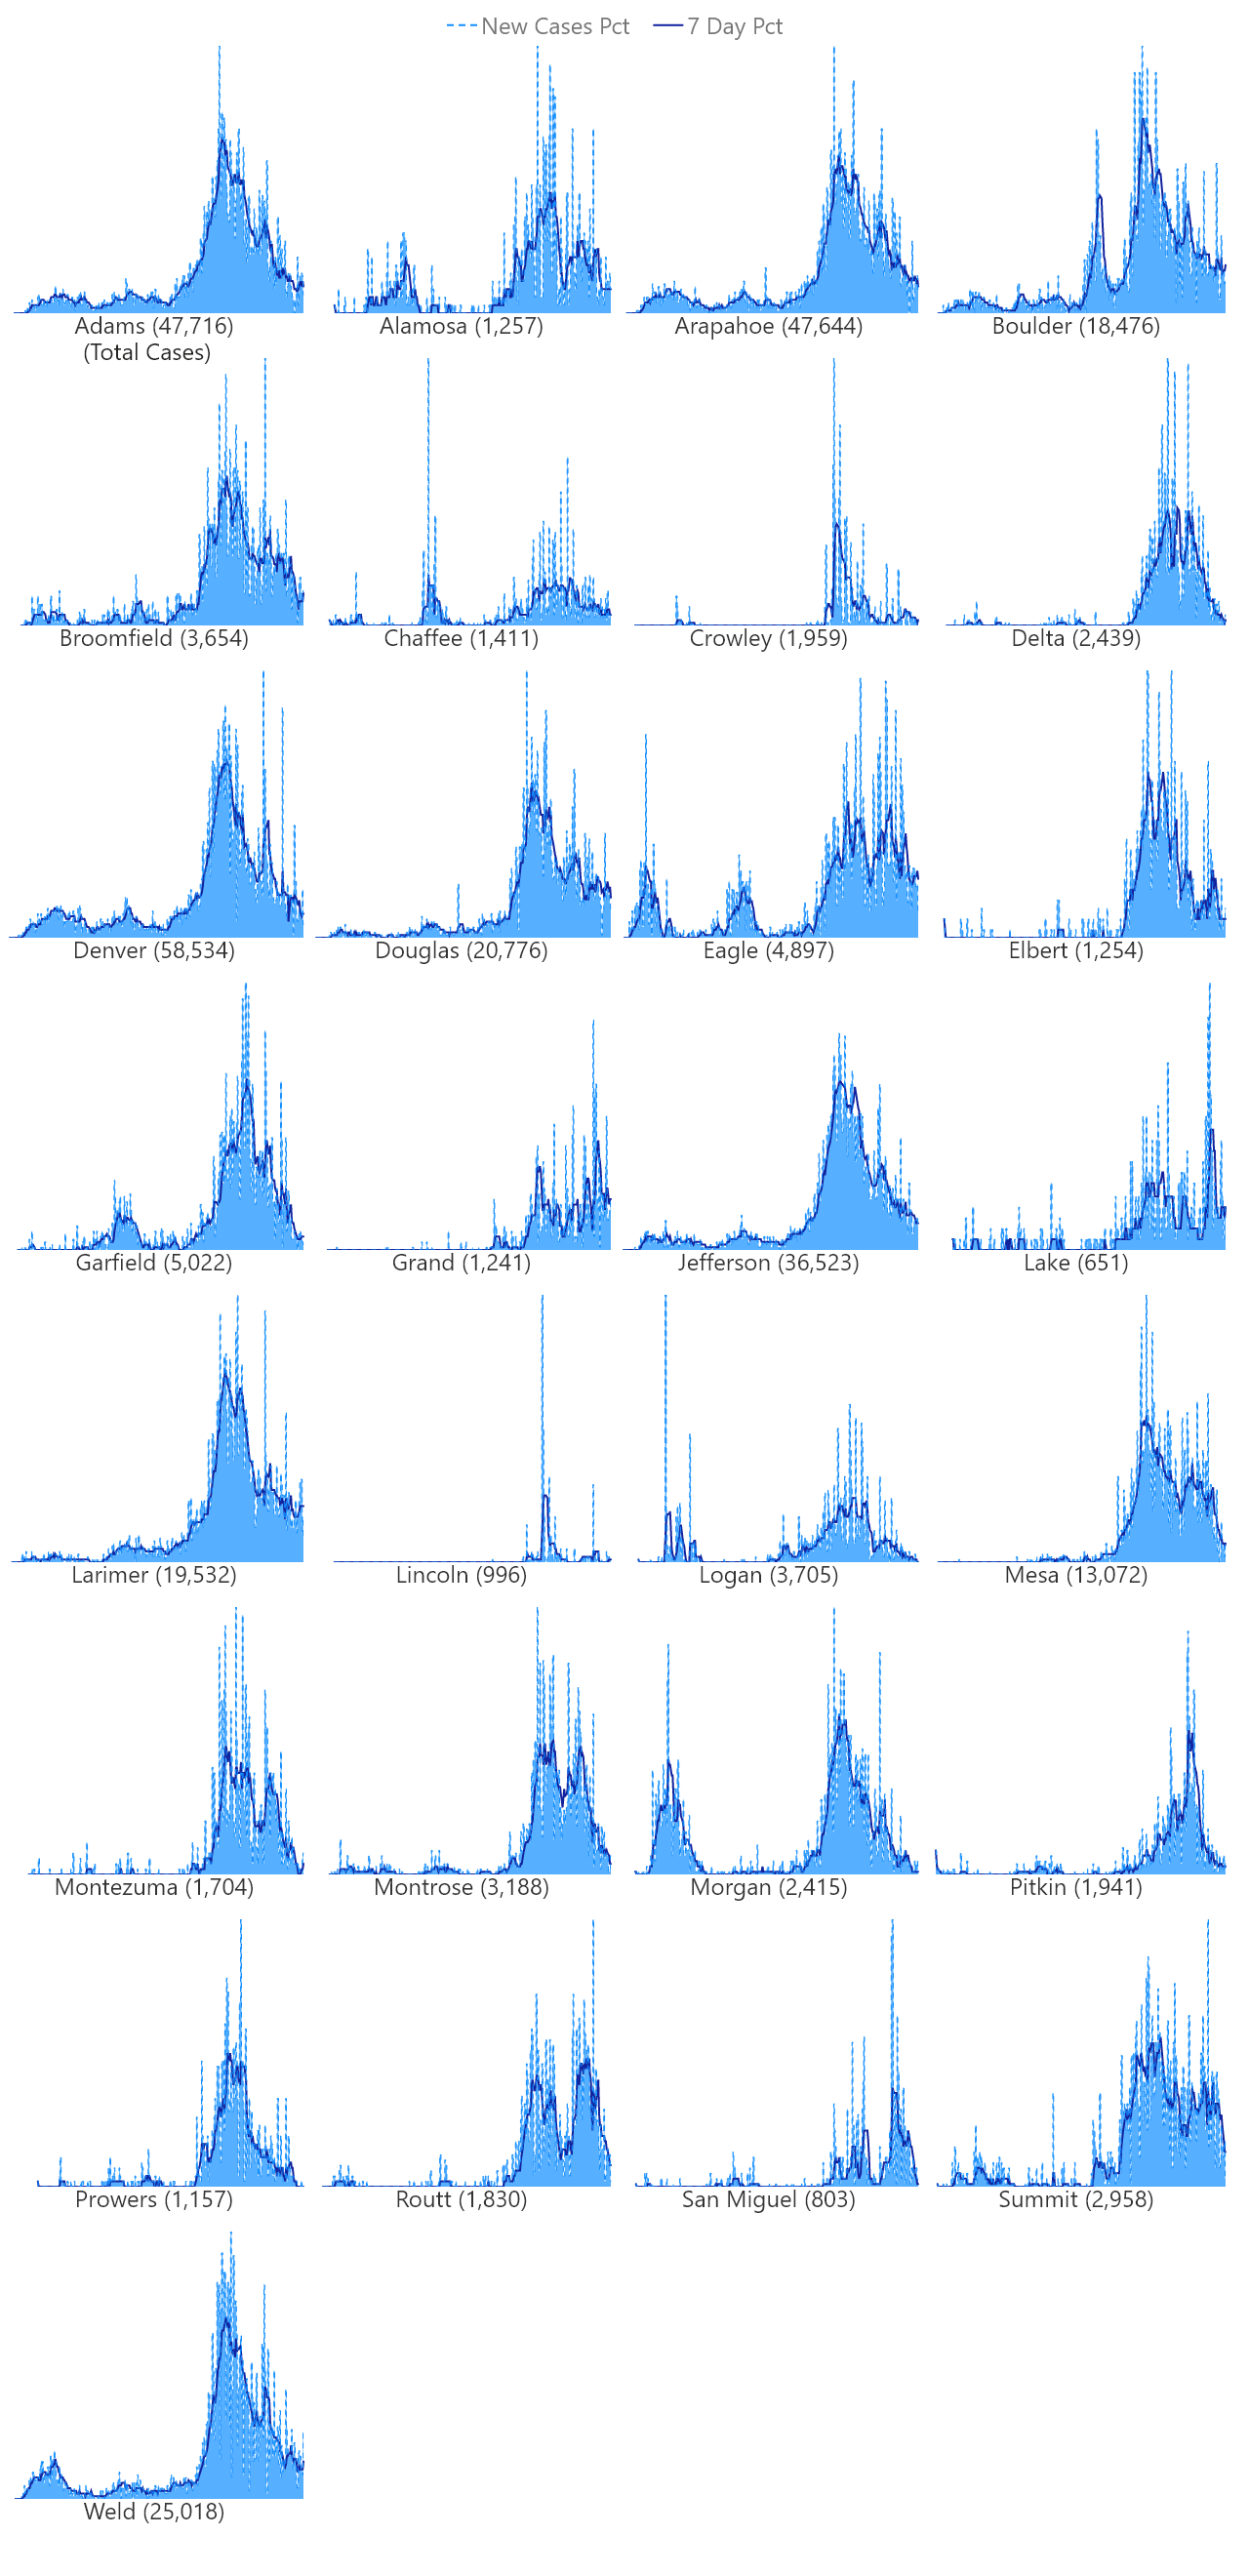 New Cases Pct 7 Day Pct
Adams (47,716) Alamosa (1,257) Arapahoe (47,644) Boulder (18,476)
(Total Cases)
Broomfield (3,654) Chaffee (1,411) Crowley (1,959) Delta (2,439)
Denver (58,534) Douglas (20,776) Eagle (4,897) Elbert (1,254)
Garfield (5,022) Grand (1,241) Jefferson (36,523) Lake (651)
Larimer (19,532) Lincoln (996) Logan (3,705) Mesa (13,072)
Montezuma (1,704) Montrose (3,188) Morgan (2,415) Pitkin (1,941)
Prowers (1,157) Routt (1,830) San Miguel (803) Summit (2,958)
Weld (25,018)